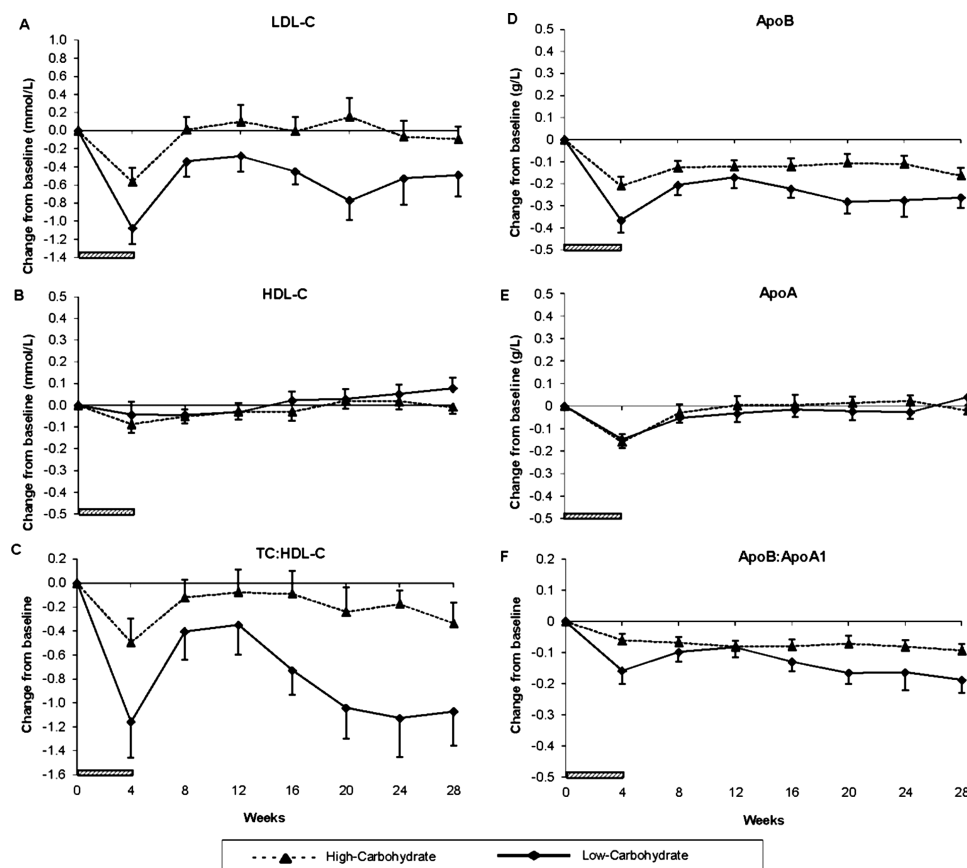 A
LDL-C
Change from baseline (mmol/L)
1.0
0.8
0.6
0.4
0.2
0.0
-0.2
-0.4
-0.6
-0.8
-1.0
-1.2
-1.4
B
HDL-C
Change from baseline (mmol/L)
0.5
0.4
0.3
0.2
0.1
0.0
-0.1
-0.2
-0.3
-0.4
-0.5
C
TC:HDL-C
Change from baseline
0.2
0.0
-0.2
-0.4
-0.6
-0.8
-1.0
-1.2
-1.4
-1.6
0 4 8 12 16 20 24 28
Weeks
D
ApoB
Change from baseline (g/L)
0.5
0.4
0.3
0.2
0.1
0
-0.1
-0.2
-0.3
-0.4
-0.5
E
ApoA
Change from baseline (g/L)
0.5
0.4
0.3
0.2
0.1
0
-0.1
-0.2
-0.3
-0.4
-0.5
F
ApoB:ApoA1
Change from baseline
0.2
0.1
0
-0.1
-0.2
-0.3
-0.4
-0.5
0 4 8 12 16 20 24 28
Weeks
High-Carbohydrate Low-Carbohydrate